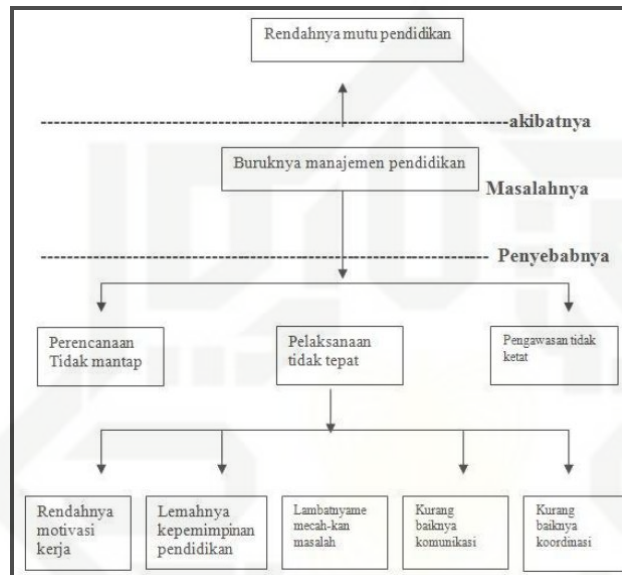 Rendahnya mutu pendidikan
akibatnya
Buruknya manajemen pendidikan
Masalahnya
Penyebabnya
Perencanaan
Tidak mantap
Pelaksanaan
tidak tepat
Pengawasan tidak
ketat
Rendahnya
motivasi
kerja
Lemahnya
kepemimpinan
pendidikan
Lambatnyame
mecah-kan
masalah
Kurang
baiknya
komunikasi
Kurang
baiknya
koordinasi